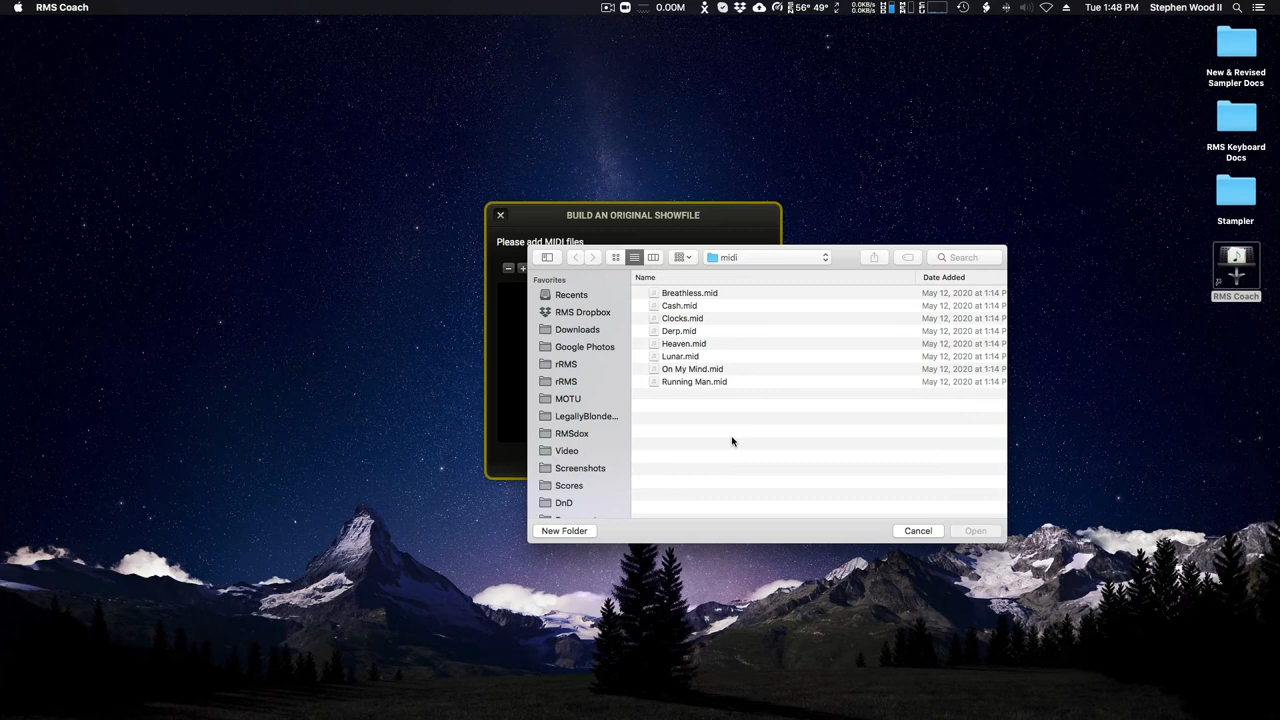 RMS Coach
0.00M
56° 49°
0.0KB/s
0.0KB/s
Tue 1:48 PM
Stephen Wood II
New & Revised
Sampler Docs
RMS Keyboard
Docs
Stampler
RMS Coach
BUILD AN ORIGINAL SHOWFILE
Please add MIDI files
midi
Search
Favorites
Recents
RMS Dropbox
Downloads
Google Photos
rRMS
rRMS
MOTU
LegallyBlonde...
RMSdox
Video
Screenshots
Scores
DnD
Name
Date Added
Breathless.mid
May 12, 2020 at 1:14 P
Cash.mid
May 12, 2020 at 1:14 P
Clocks.mid
May 12, 2020 at 1:14 P
Derp.mid
May 12, 2020 at 1:14 P
Heaven.mid
May 12, 2020 at 1:14 P
Lunar.mid
May 12, 2020 at 1:14 P
On My Mind.mid
May 12, 2020 at 1:14 P
Running Man.mid
May 12, 2020 at 1:14 P
New Folder
Cancel
Open